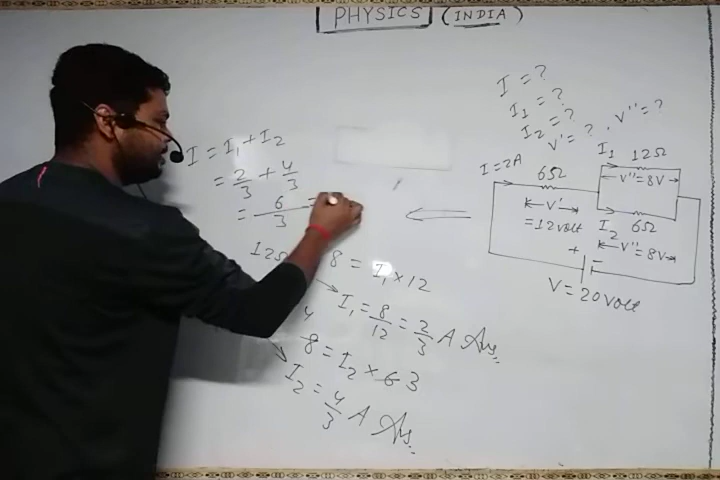 PHYSICS (INDIA)
I = ?
I₁ = ?
I₂ = ?
V' = ? , V'' = ?
I = I₁ + I₂
= 2/3 + 4/3
= 6/3 =
12Ω
8 = I₁ × 12
I₁ = 8/12 = 2/3 A Ans.
4
8 = I₂ × 6 3
I₂ = 4/3 A Ans.
I₁ 12Ω
I = 2A 6Ω
V'' = 8V
V'
= 12 volt
I₂ 6Ω
V'' = 8V
+ −
V = 20 Volt